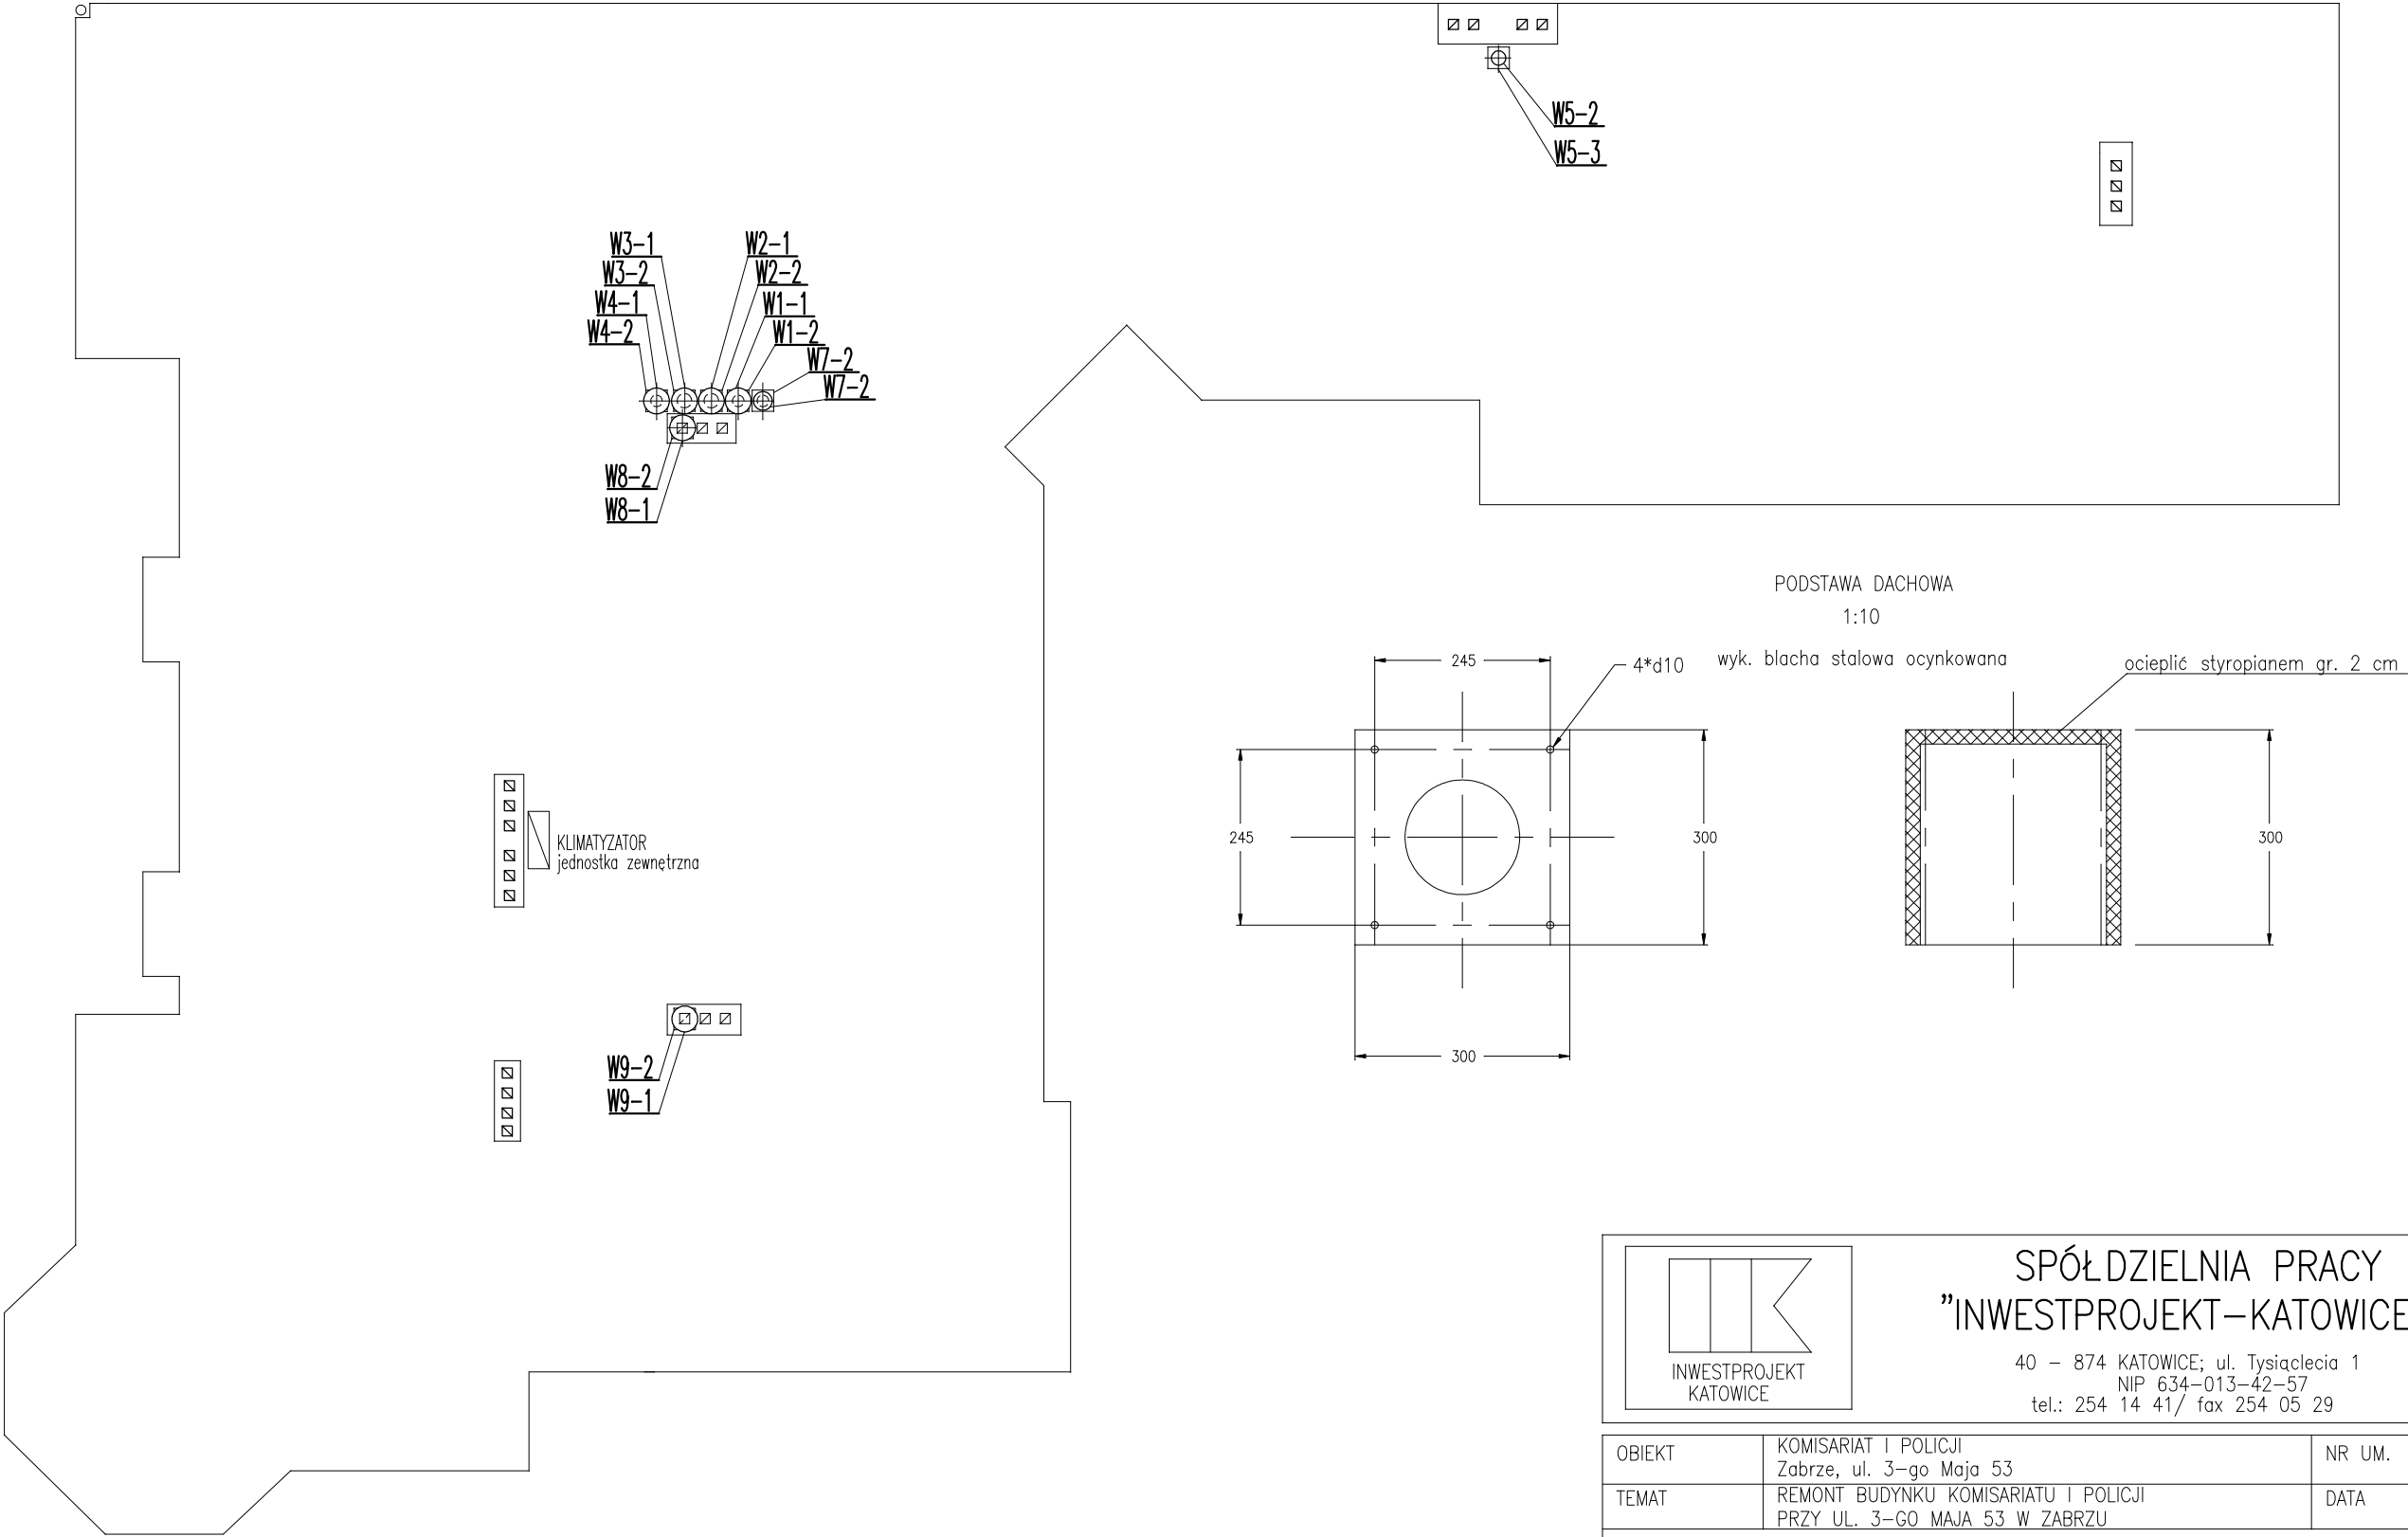 W5-2
W5-3
W3-1
W3-2
W4-1
W4-2
W2-1
W2-2
W1-1
W1-2
W7-2
W7-2
W8-2
W8-1
PODSTAWA DACHOWA
1:10
wyk. blacha stalowa ocynkowana
ocieplić styropianem gr. 2 cm
245
4*d10
245
300
300
300
KLIMATYZATOR
jednostka zewnętrzna
W9-2
W9-1
INWESTPROJEKT
KATOWICE
SPÓŁDZIELNIA PRACY
"INWESTPROJEKT-KATOWICE
40 - 874 KATOWICE; ul. Tysiąclecia 1
NIP 634-013-42-57
tel.: 254 14 41/ fax 254 05 29
OBIEKT
KOMISARIAT I POLICJI
Zabrze, ul. 3-go Maja 53
NR UM.
TEMAT
REMONT BUDYNKU KOMISARIATU I POLICJI
PRZY UL. 3-GO MAJA 53 W ZABRZU
DATA